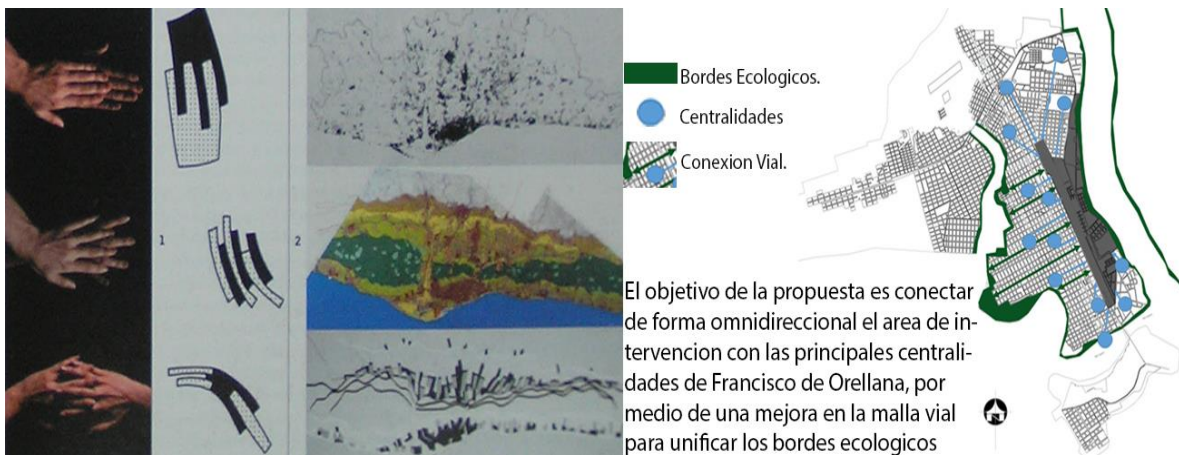 1
2
Bordes Ecologicos.
Centralidades
Conexion Vial.
El objetivo de la propuesta es conectar
de forma omnidireccional el area de in-
tervencion con las principales centrali-
dades de Francisco de Orellana, por
medio de una mejora en la malla vial
para unificar los bordes ecologicos